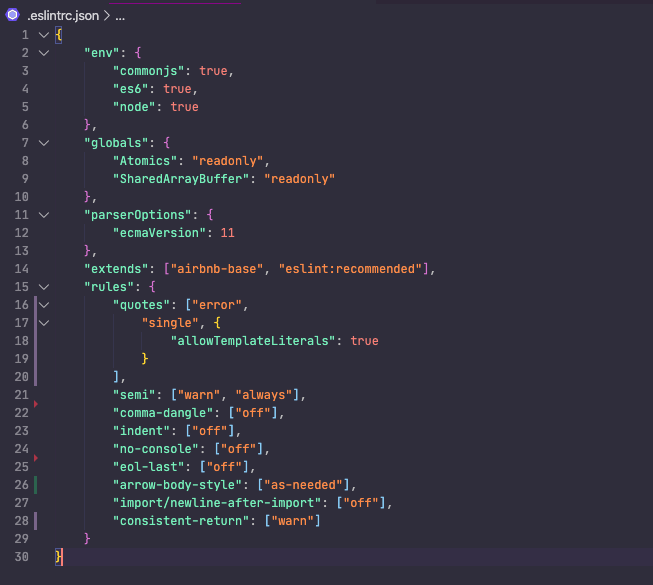 .eslintrc.json > ...
1 {
2 "env": {
3 "commonjs": true,
4 "es6": true,
5 "node": true
6 },
7 "globals": {
8 "Atomics": "readonly",
9 "SharedArrayBuffer": "readonly"
10 },
11 "parserOptions": {
12 "ecmaVersion": 11
13 },
14 "extends": ["airbnb-base", "eslint:recommended"],
15 "rules": {
16 "quotes": ["error",
17 "single", {
18 "allowTemplateLiterals": true
19 }
20 ],
21 "semi": ["warn", "always"],
22 "comma-dangle": ["off"],
23 "indent": ["off"],
24 "no-console": ["off"],
25 "eol-last": ["off"],
26 "arrow-body-style": ["as-needed"],
27 "import/newline-after-import": ["off"],
28 "consistent-return": ["warn"]
29 }
30 }